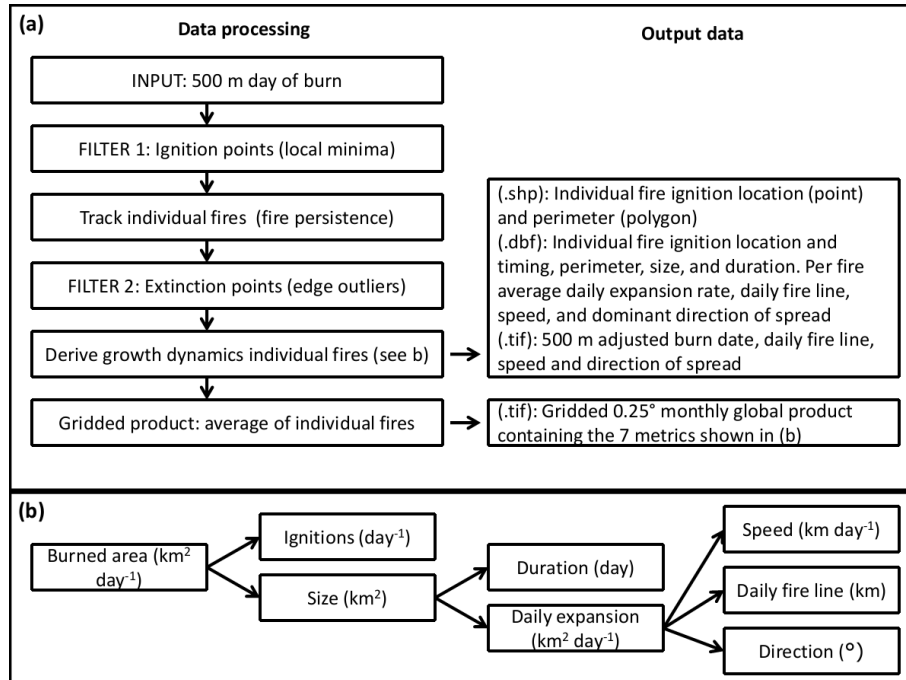 (a)
Data processing
Output data
INPUT: 500 m day of burn
FILTER 1: Ignition points (local minima)
Track individual fires (fire persistence)
FILTER 2: Extinction points (edge outliers)
Derive growth dynamics individual fires (see b)
Gridded product: average of individual fires
(.shp): Individual fire ignition location (point)
and perimeter (polygon)
(.dbf): Individual fire ignition location and
timing, perimeter, size, and duration. Per fire
average daily expansion rate, daily fire line,
speed, and dominant direction of spread
(.tif): 500 m adjusted burn date, daily fire line,
speed and direction of spread
(.tif): Gridded 0.25° monthly global product
containing the 7 metrics shown in (b)
(b)
Burned area (km²
day⁻¹)
Ignitions (day⁻¹)
Size (km²)
Duration (day)
Daily expansion
(km² day⁻¹)
Speed (km day⁻¹)
Daily fire line (km)
Direction (°)